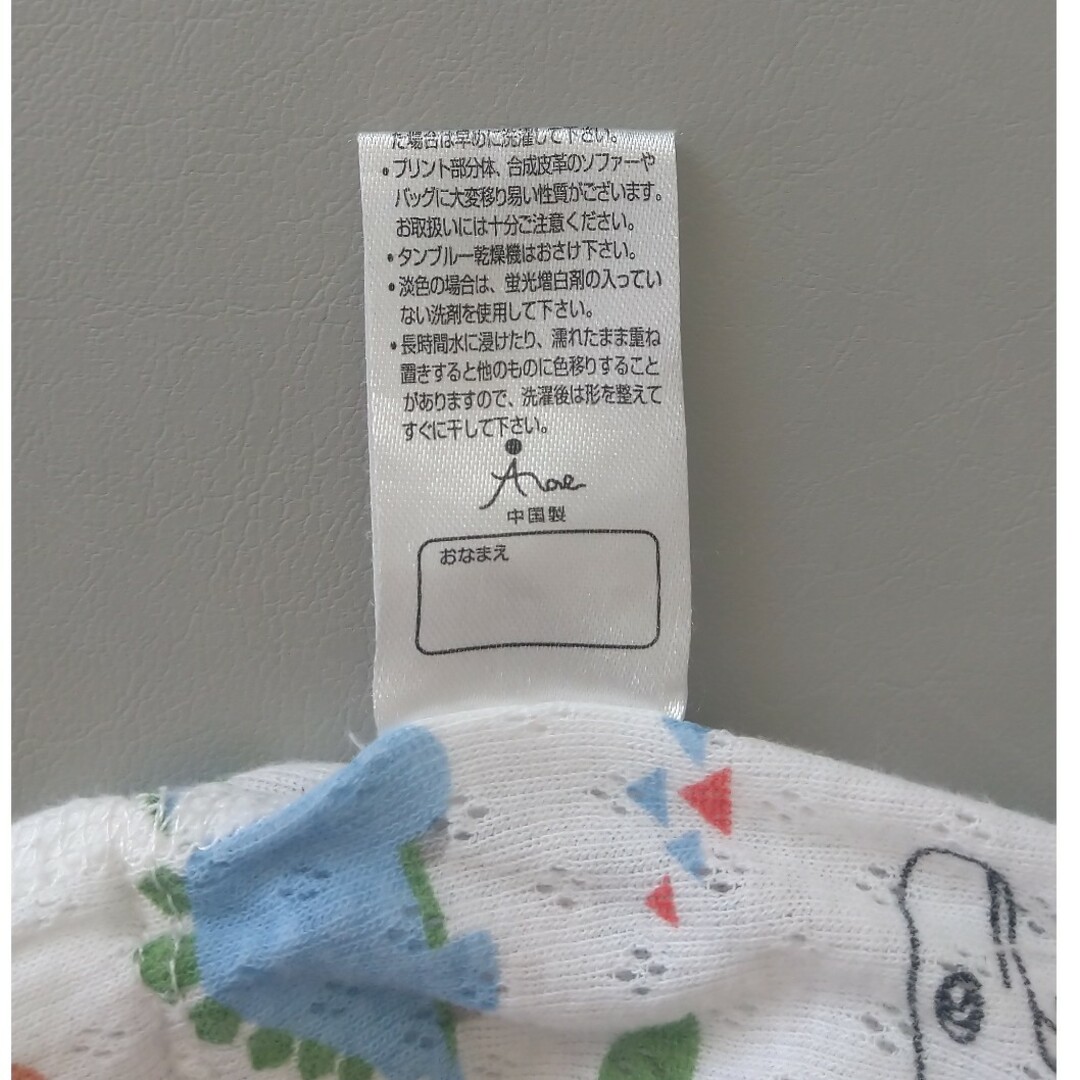 た場合は早めに洗濯して下さい。
・プリント部分体、合成皮革のソファーや
バッグに大変移り易い性質がございます。
お取扱いには十分ご注意ください。
・タンブルー乾燥機はおさけ下さい。
・淡色の場合は、蛍光増白剤の入ってい
ない洗剤を使用して下さい。
・長時間水に浸けたり、濡れたまま重ね
置きすると他のものに色移りすること
がありますので、洗濯後は形を整えて
すぐに干して下さい。
中国製
おなまえ